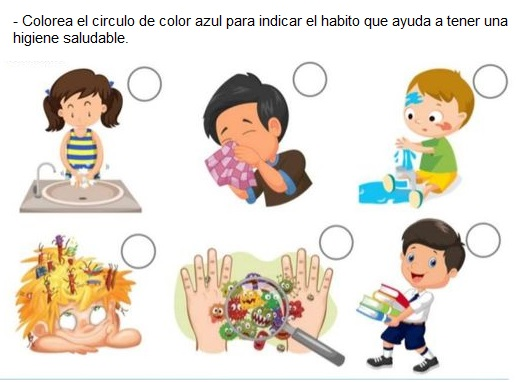 - Colorea el circulo de color azul para indicar el habito que ayuda a tener una
higiene saludable.